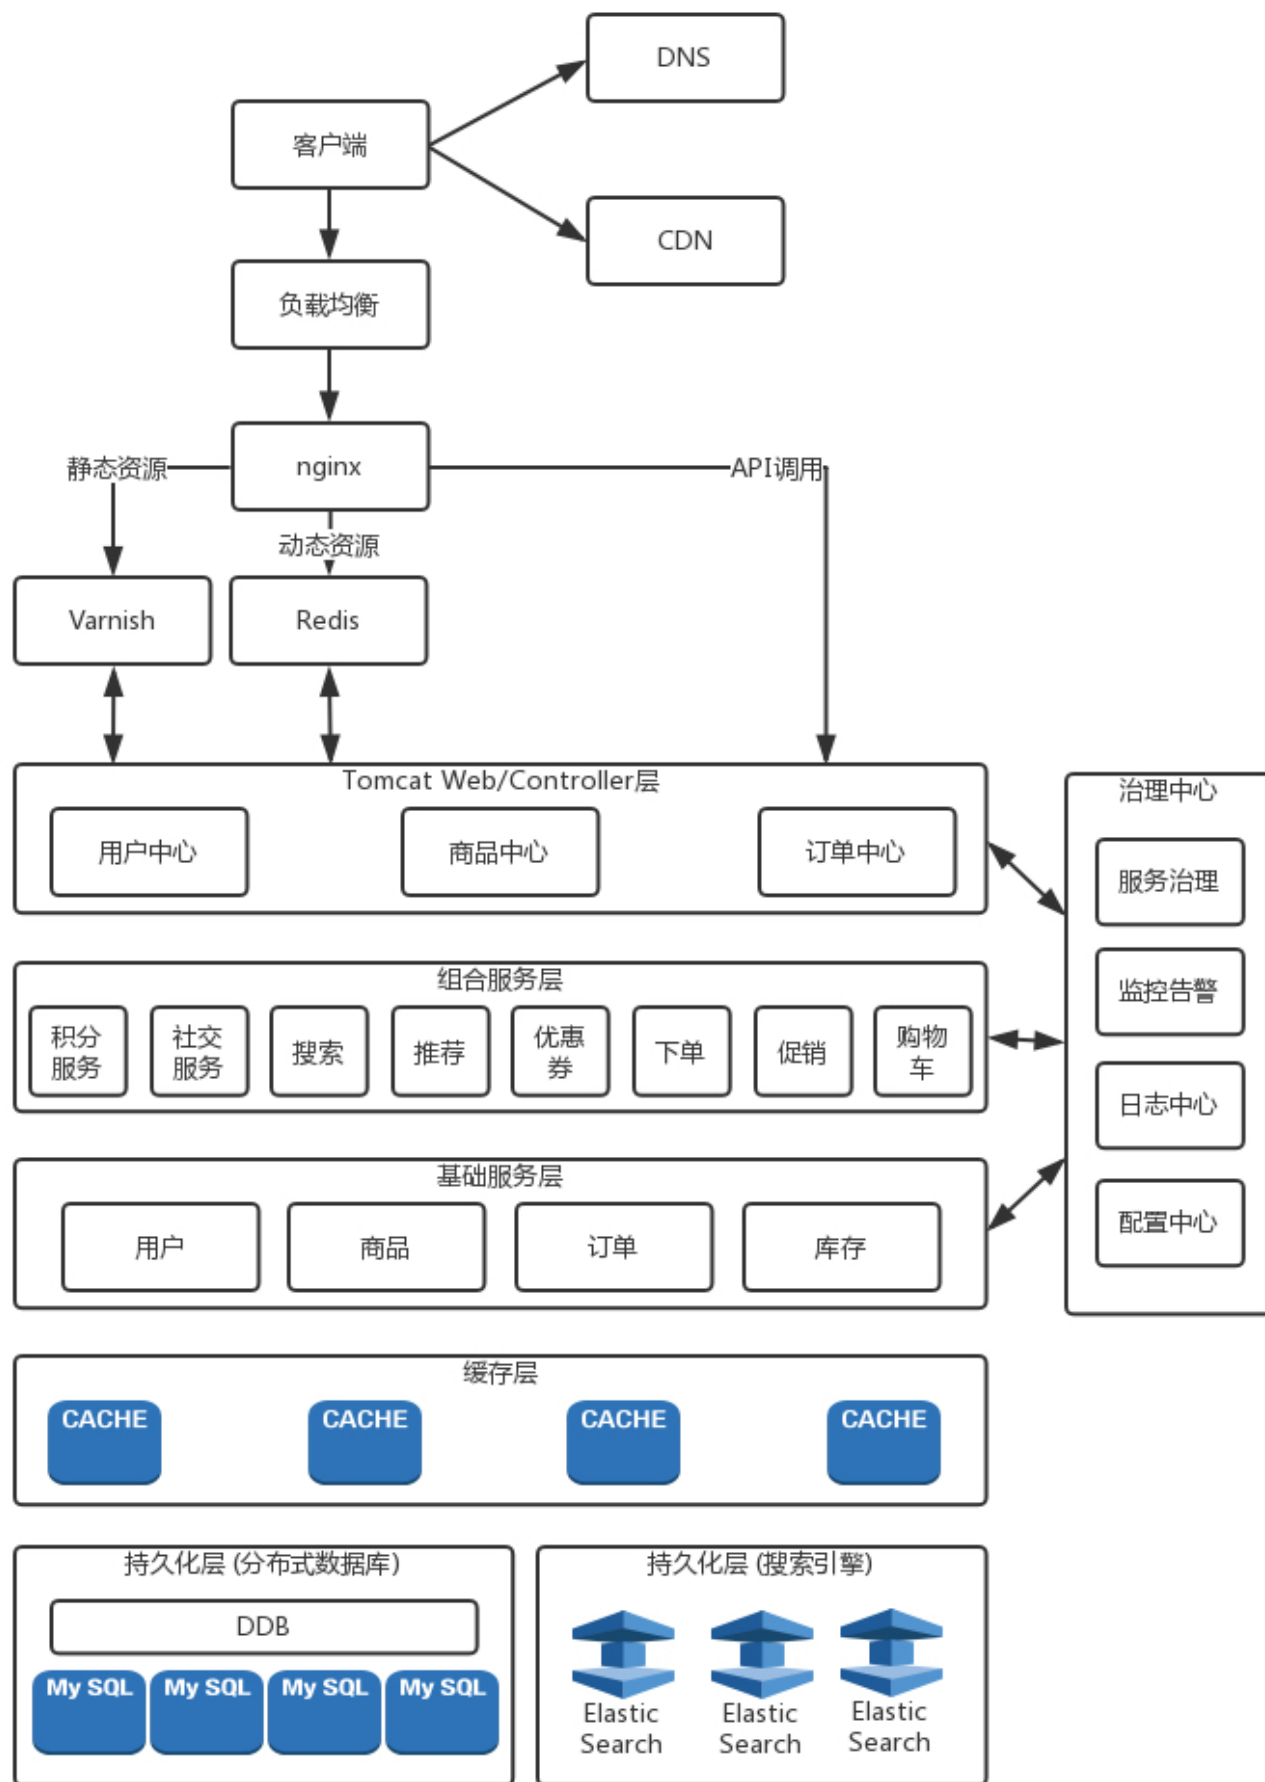 DNS
客户端
CDN
负载均衡
nginx
静态资源
API调用
动态资源
Varnish
Redis
Tomcat Web/Controller层
用户中心
商品中心
订单中心
治理中心
服务治理
监控告警
日志中心
配置中心
组合服务层
积分
服务
社交
服务
搜索
推荐
优惠
券
下单
促销
购物
车
基础服务层
用户
商品
订单
库存
缓存层
CACHE
CACHE
CACHE
CACHE
持久化层 (分布式数据库)
DDB
My SQL
My SQL
My SQL
My SQL
持久化层 (搜索引擎)
Elastic
Search
Elastic
Search
Elastic
Search